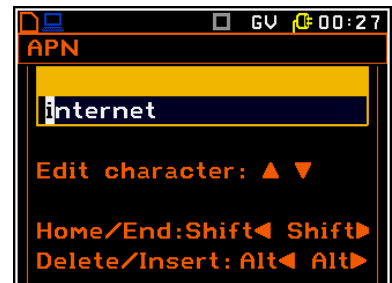 GV 00:27
APN
internet
Edit character: ▲ ▼
Home/End:Shift◀ Shift▶
Delete/Insert:Alt◀ Alt▶